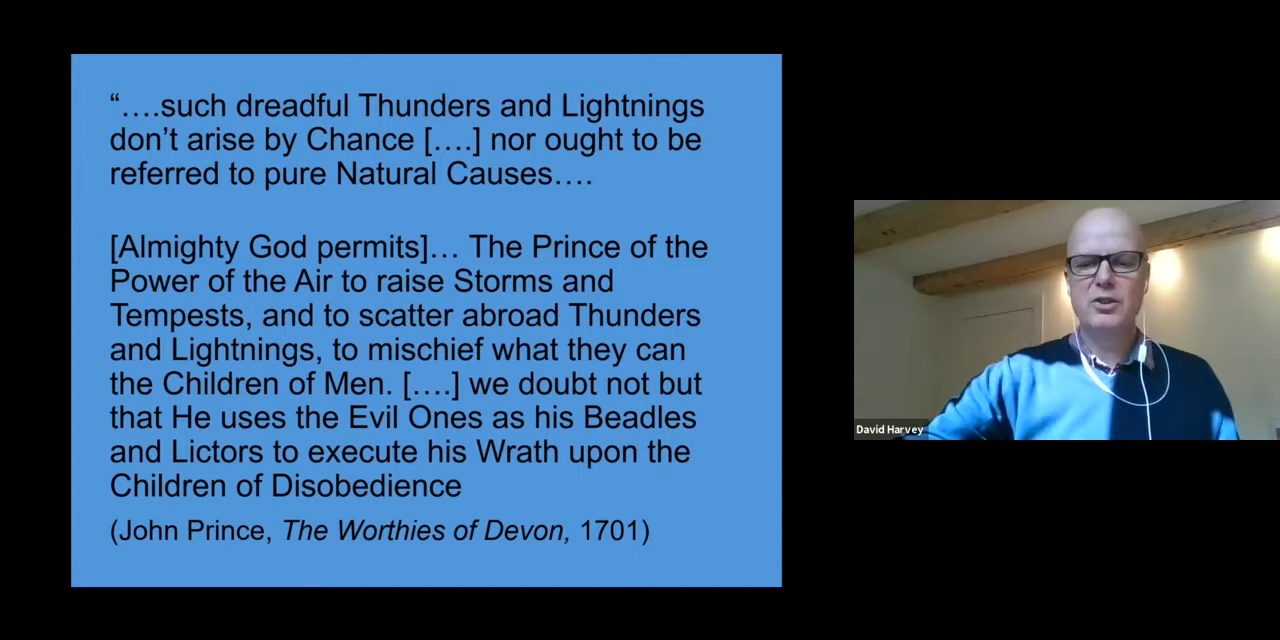 “….such dreadful Thunders and Lightnings
don’t arise by Chance [….] nor ought to be
referred to pure Natural Causes….
[Almighty God permits]… The Prince of the
Power of the Air to raise Storms and
Tempests, and to scatter abroad Thunders
and Lightnings, to mischief what they can
the Children of Men. [….] we doubt not but
that He uses the Evil Ones as his Beadles
and Lictors to execute his Wrath upon the
Children of Disobedience
(John Prince, The Worthies of Devon, 1701)
David Harvey